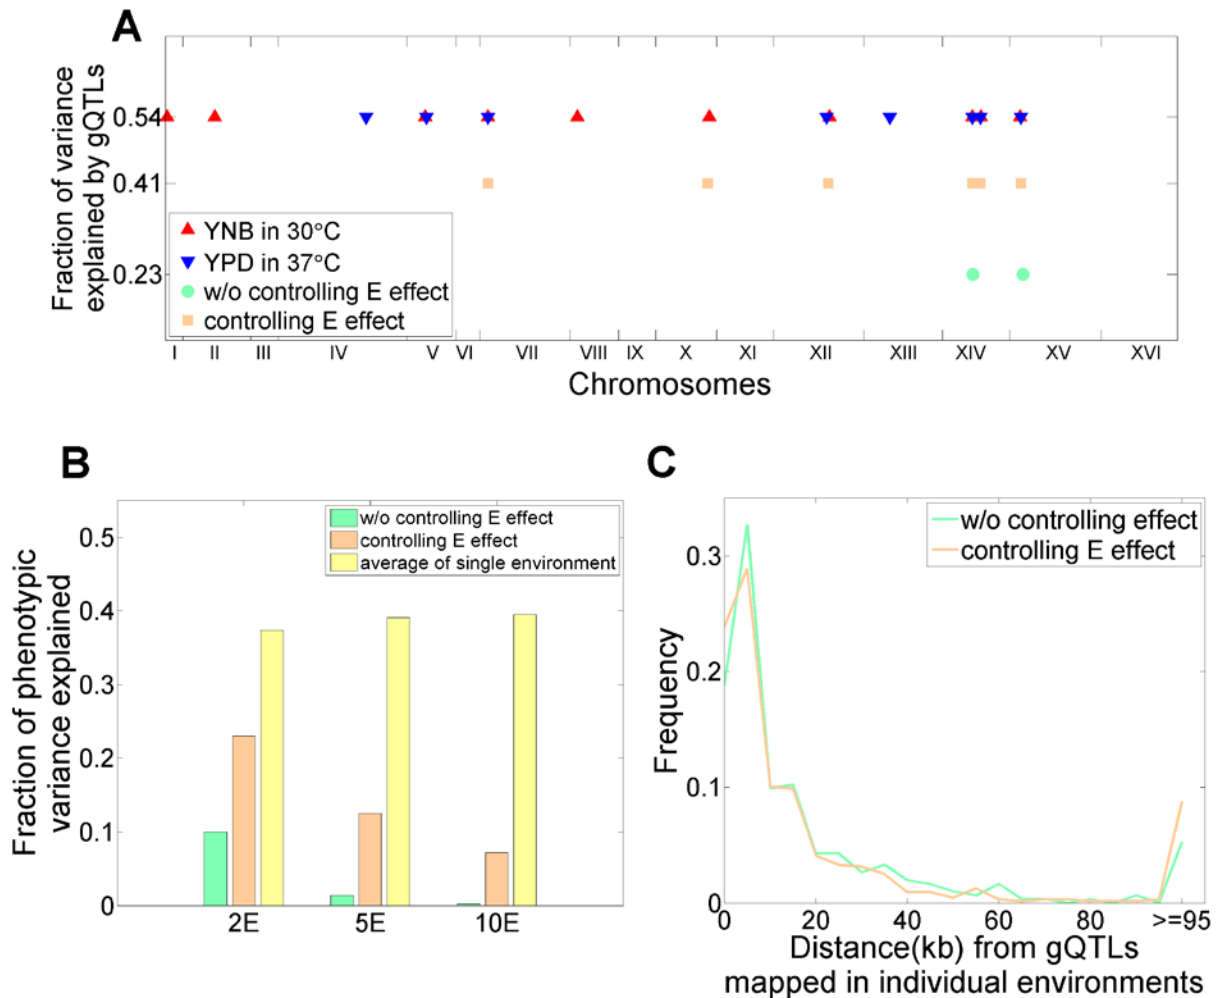 A
Fraction of variance
explained by gQTLs
0.54
0.41
0.23
YNB in 30°C
YPD in 37°C
w/o controlling E effect
controlling E effect
I II III IV V VI VII VIII IX X XI XII XIII XIV XV XVI
Chromosomes
B
Fraction of phenotypic
variance explained
0.5
0.4
0.3
0.2
0.1
0
w/o controlling E effect
controlling E effect
average of single environment
2E 5E 10E
C
Frequency
0.3
0.2
0.1
0
w/o controlling effect
controlling E effect
0 20 40 60 80 >=95
Distance(kb) from gQTLs
mapped in individual environments